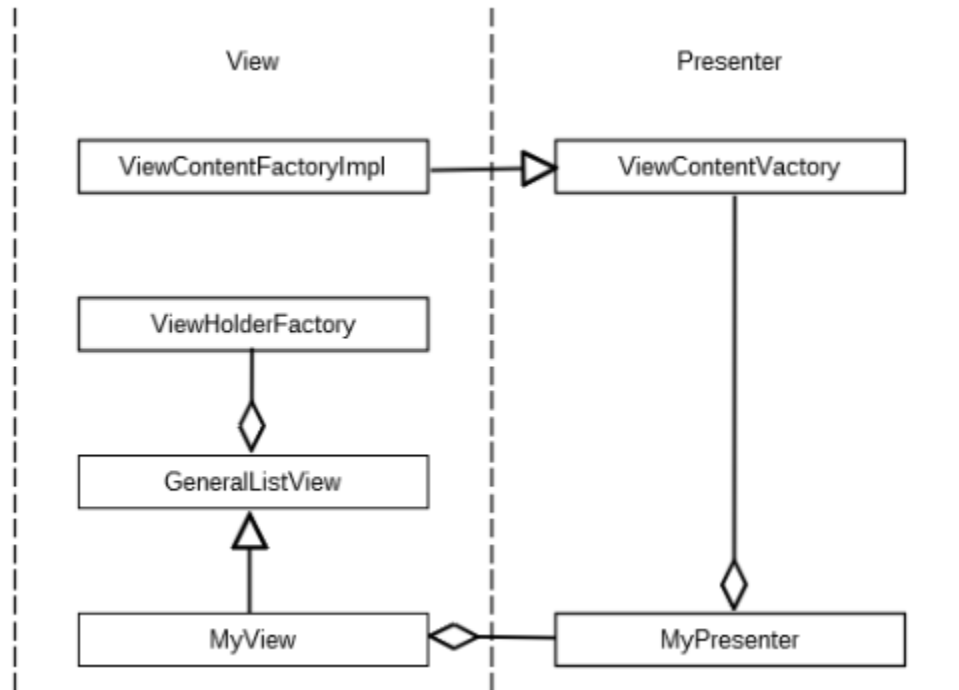 View
Presenter
ViewContentFactoryImpl
ViewContentVactory
ViewHolderFactory
GeneralListView
MyView
MyPresenter